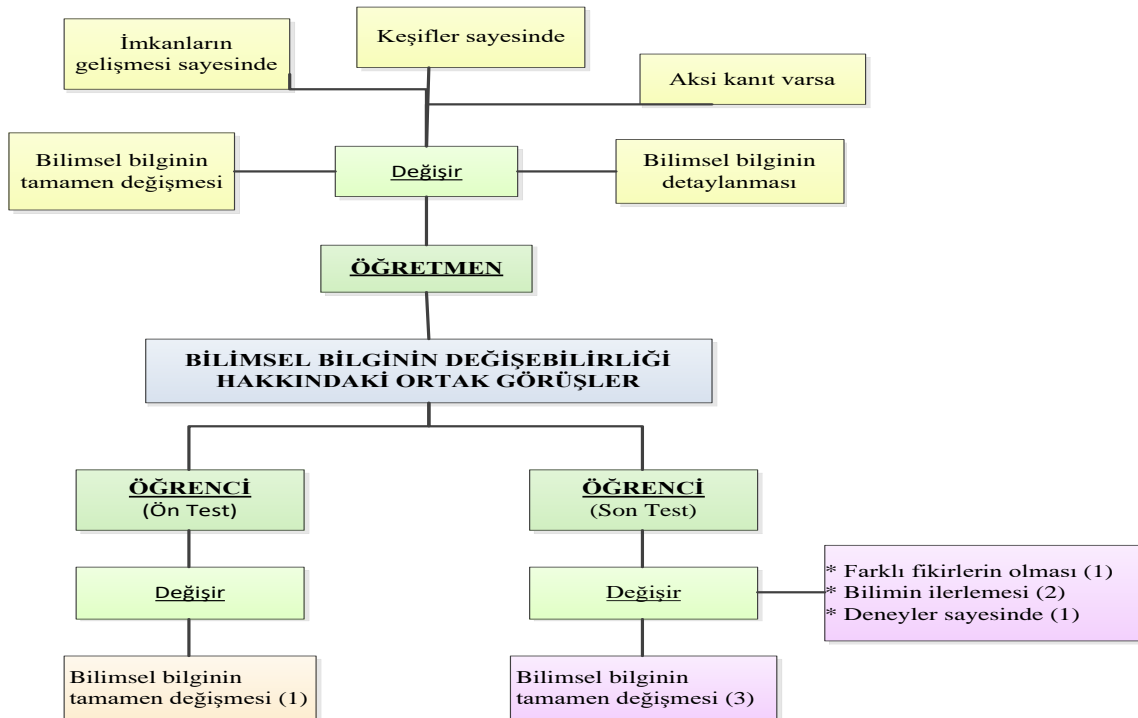 İmkanların
gelişmesi sayesinde
Keşifler sayesinde
Aksi kanıt varsa
Bilimsel bilginin
tamamen değişmesi
Değişir
Bilimsel bilginin
detaylanması
ÖĞRETMEN
BİLİMSEL BİLGİNİN DEĞİŞEBİLİRLİĞİ
HAKKINDAKİ ORTAK GÖRÜŞLER
ÖĞRENCİ
(Ön Test)
ÖĞRENCİ
(Son Test)
Değişir
Değişir
* Farklı fikirlerin olması (1)
* Bilimin ilerlemesi (2)
* Deneyler sayesinde (1)
Bilimsel bilginin
tamamen değişmesi (1)
Bilimsel bilginin
tamamen değişmesi (3)